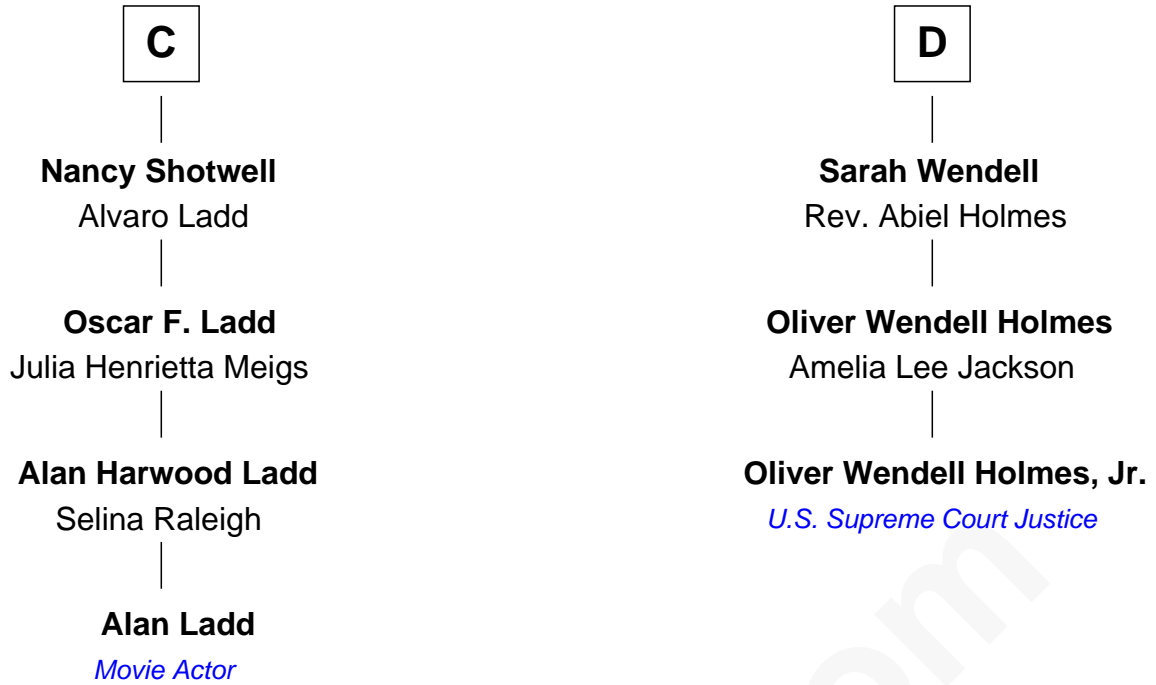 C
Nancy Shotwell
Alvaro Ladd
Oscar F. Ladd
Julia Henrietta Meigs
Alan Harwood Ladd
Selina Raleigh
Alan Ladd
Movie Actor
D
Sarah Wendell
Rev. Abiel Holmes
Oliver Wendell Holmes
Amelia Lee Jackson
Oliver Wendell Holmes, Jr.
U.S. Supreme Court Justice
om